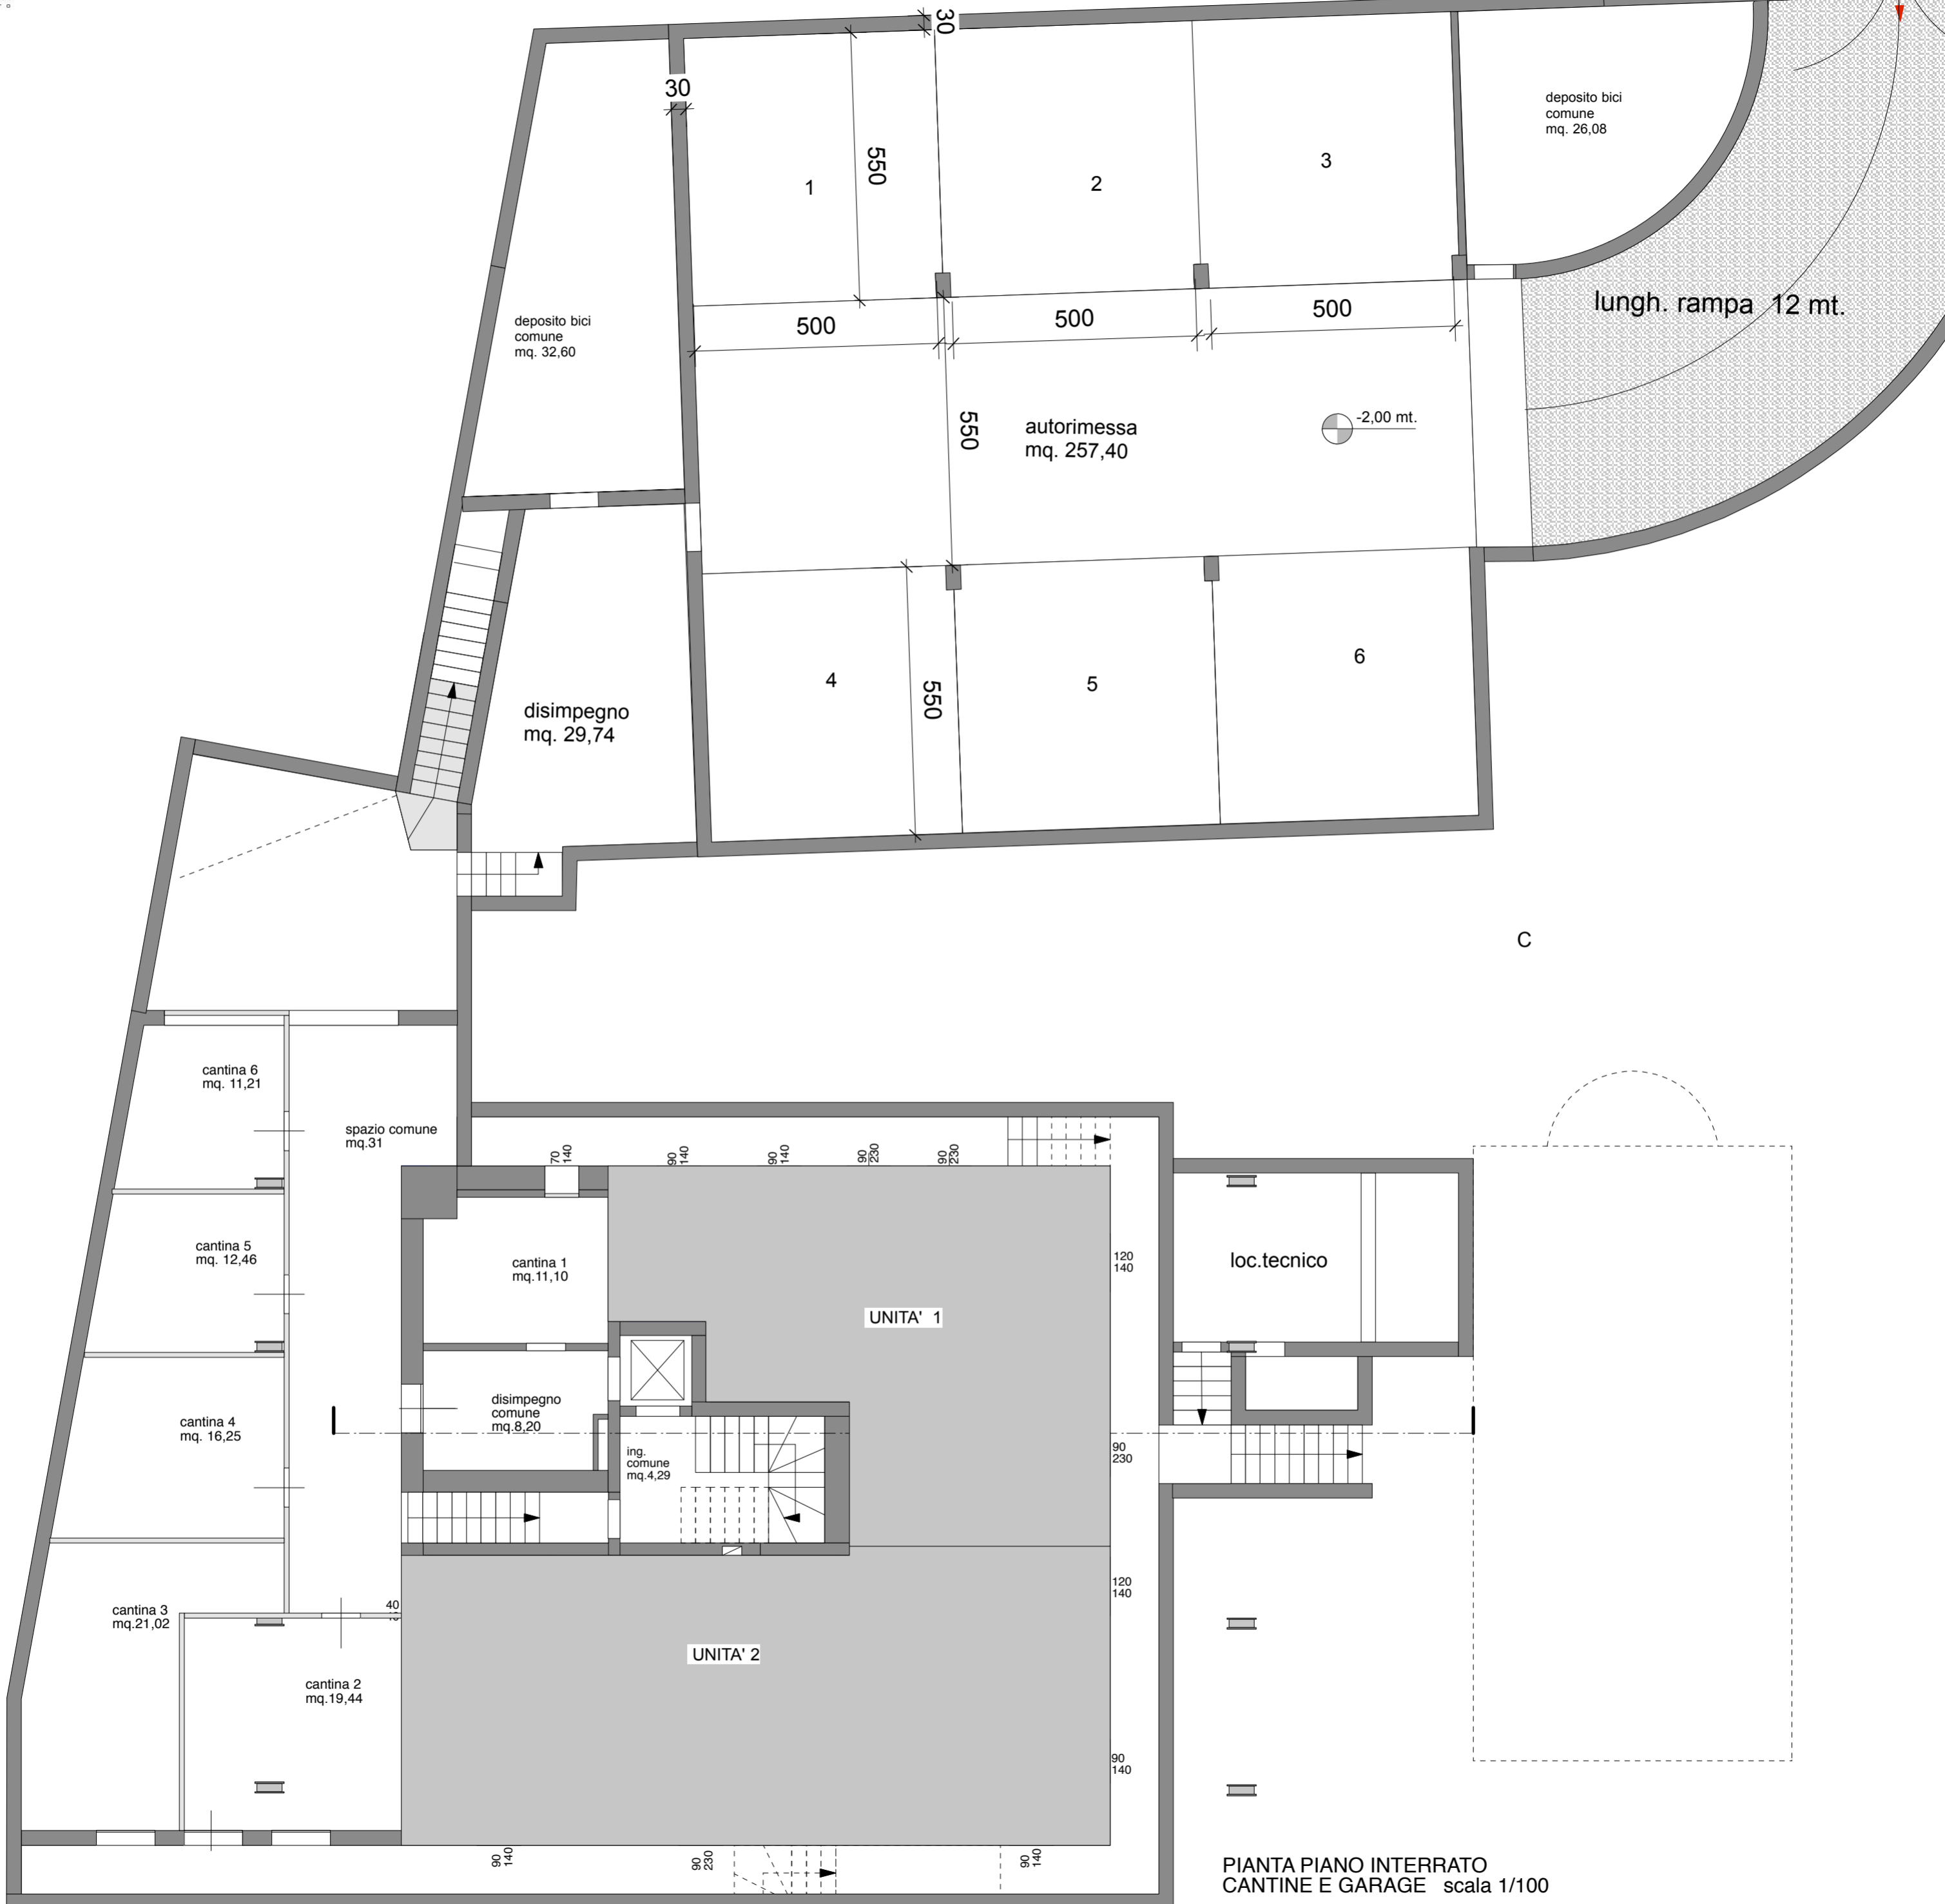 30
30
deposito bici
comune
mq. 26,08
550
1
2
3
lungh. rampa 12 mt.
500
500
500
deposito bici
comune
mq. 32,60
550
autorimessa
mq. 257,40
-2,00 mt.
4
550
5
6
disimpegno
mq. 29,74
C
cantina 6
mq. 11,21
spazio comune
mq.31
70
140
90
140
90
140
90
230
90
230
cantina 5
mq. 12,46
cantina 1
mq.11,10
120
140
loc.tecnico
UNITA' 1
cantina 4
mq. 16,25
disimpegno
comune
mq.8,20
ing.
comune
mq.4,29
90
230
cantina 3
mq.21,02
40
120
140
UNITA' 2
cantina 2
mq.19,44
90
140
90
140
90
230
90
140
PIANTA PIANO INTERRATO
CANTINE E GARAGE scala 1/100